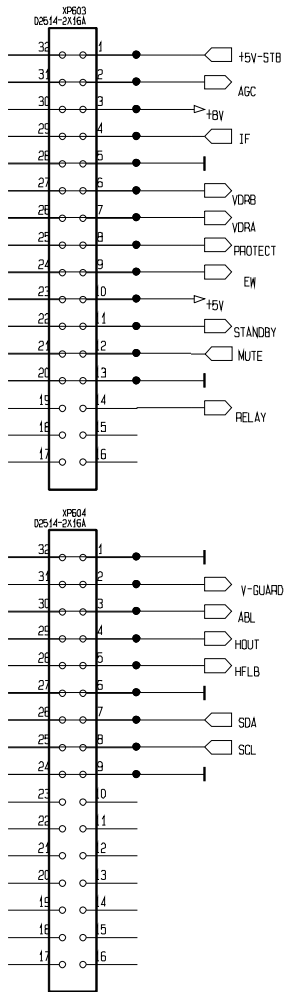 XP603
D2514-2X16A
32 1 +5V-STB
31 2 AGC
30 3 +8V
29 4 IF
28 5
27 6 VDRB
26 7 VDRA
25 8 PROTECT
24 9 EW
23 10 +5V
22 11 STANDBY
21 12 MUTE
20 13
19 14 RELAY
18 15
17 16
XP604
D2514-2X16A
32 1
31 2 V-GUARD
30 3 ABL
29 4 HOUT
28 5 HFLB
27 6
26 7 SDA
25 8 SCL
24 9
23 10
22 11
21 12
20 13
19 14
18 15
17 16